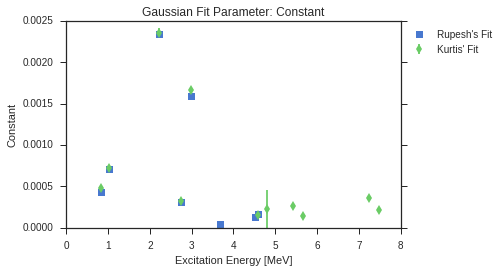 Gaussian Fit Parameter: Constant
0.0025
0.0020
0.0015
0.0010
0.0005
0.0000
Constant
0 1 2 3 4 5 6 7 8
Excitation Energy [MeV]
Rupesh's Fit
Kurtis' Fit